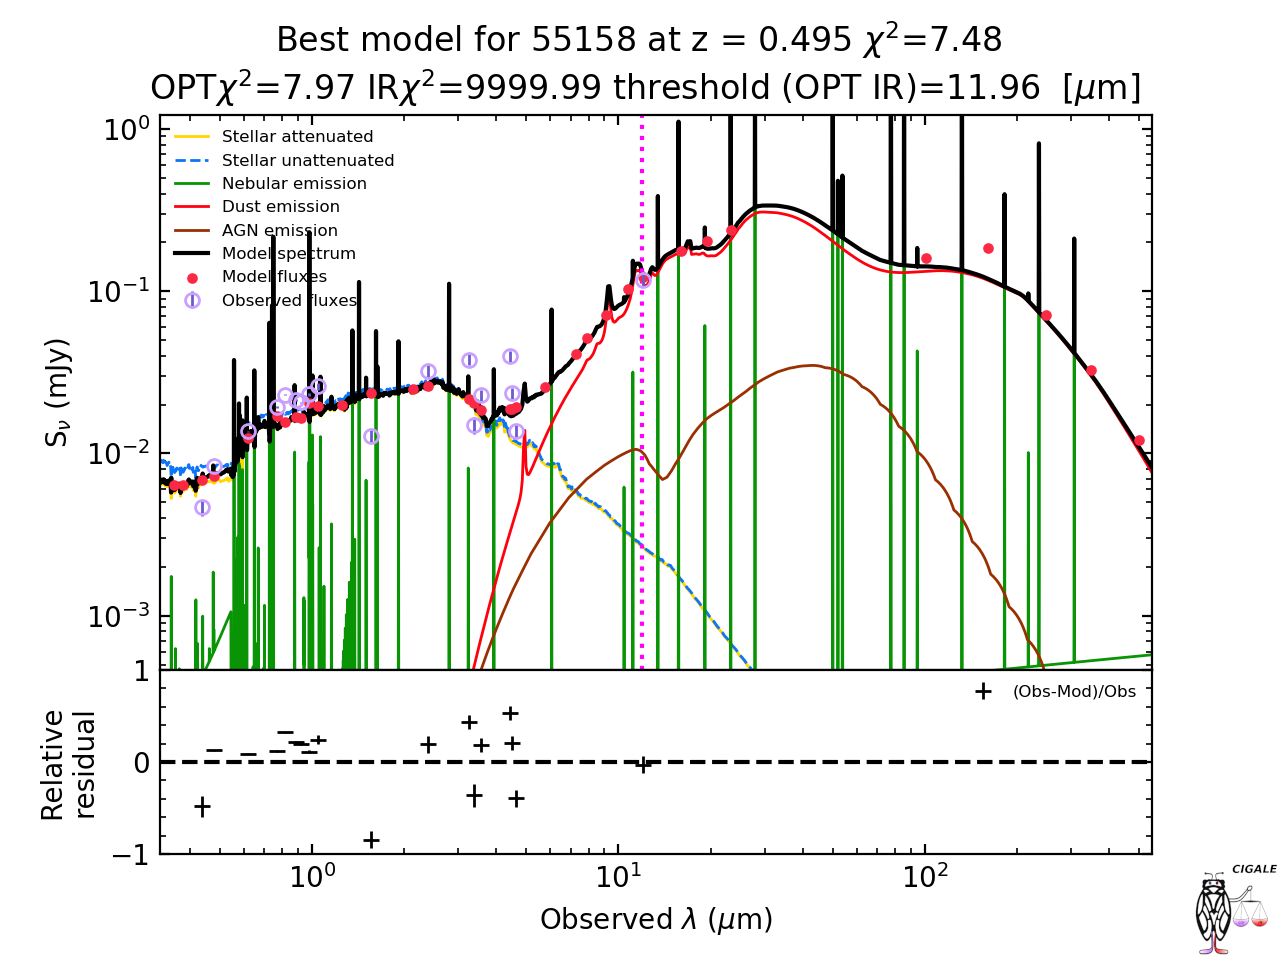 Best model for 55158 at z = 0.495 χ²=7.48
OPTχ²=7.97 IRχ²=9999.99 threshold (OPT IR)=11.96 [μm]
Stellar attenuated
Stellar unattenuated
Nebular emission
Dust emission
AGN emission
Model spectrum
Model fluxes
Observed fluxes
10⁰
10⁻¹
10⁻²
10⁻³
S_ν (mJy)
1
0
−1
Relative
residual
(Obs-Mod)/Obs
10⁰ 10¹ 10²
Observed λ (μm)
CIGALE